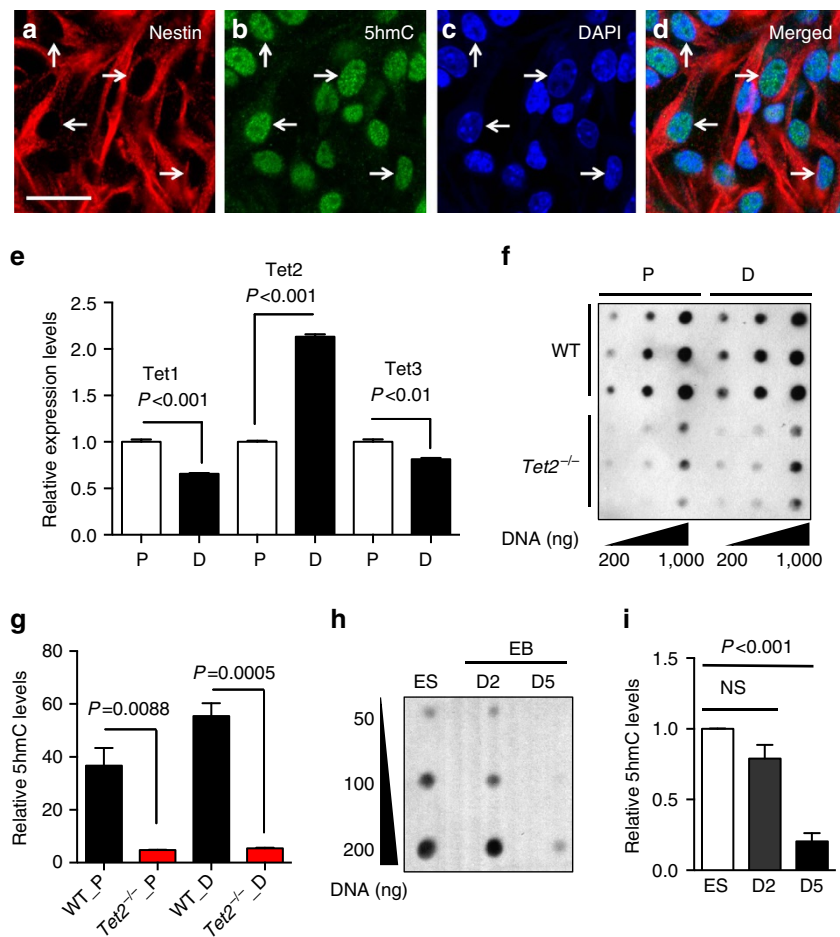 a Nestin
b 5hmC
c DAPI
d Merged
e
Relative expression levels
2.5
2.0
1.5
1.0
0.5
0.0
Tet1
P<0.001
Tet2
P<0.001
Tet3
P<0.01
P D P D P D
f
P D
WT
Tet2–/–
DNA (ng)
200 1,000 200 1,000
g
Relative 5hmC levels
80
60
40
20
0
P=0.0088
P=0.0005
WT_P
Tet2–/–_P
WT_D
Tet2–/–_D
h
EB
ES D2 D5
50
100
200
DNA (ng)
i
P<0.001
NS
Relative 5hmC levels
1.5
1.0
0.5
0.0
ES D2 D5